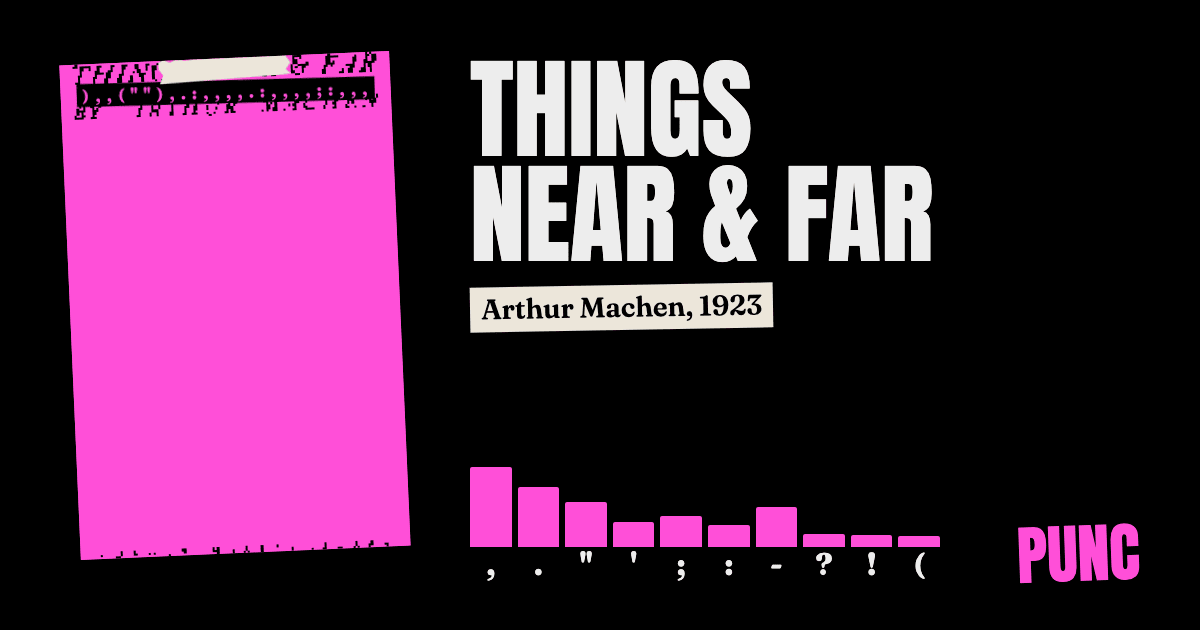 ),,(""),.:,,,,.:,,,,;:,,,
THINGS
NEAR & FAR
Arthur Machen, 1923
, . " ' ; : - ? ! (
PUNC